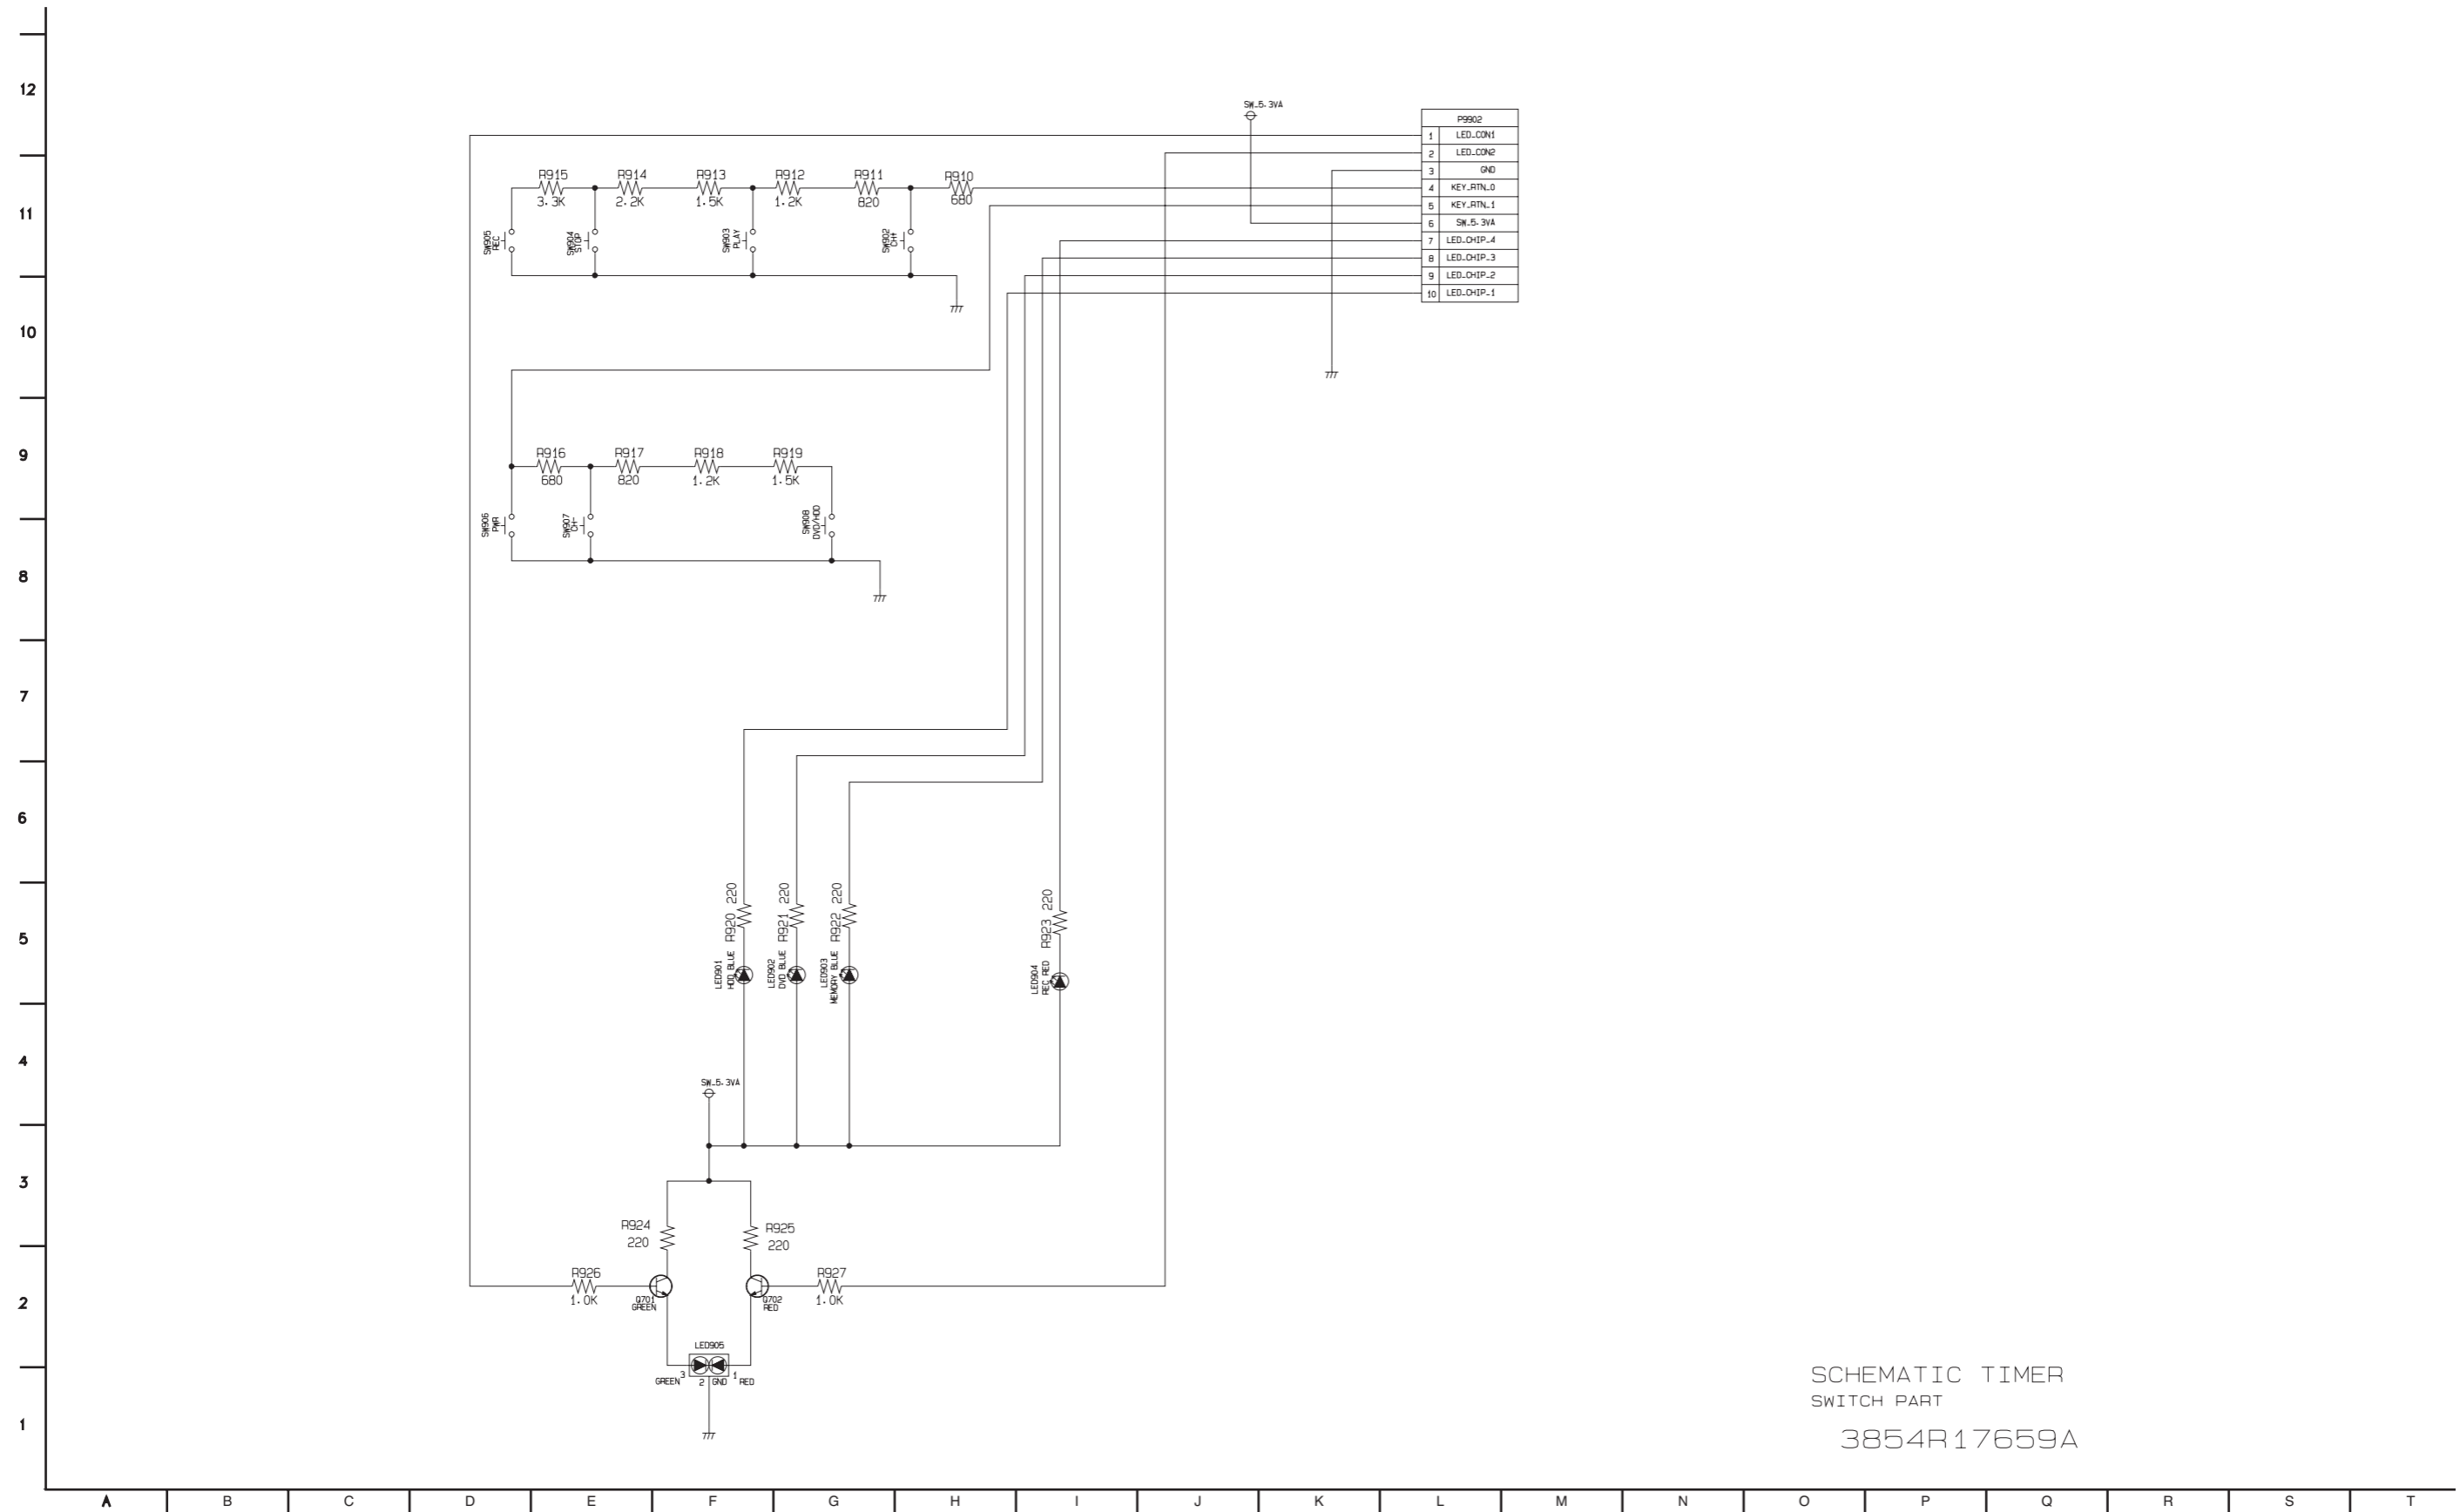 12
SW_5.3VA
P9902
1 LED_CON1
2 LED_CON2
3 GND
4 KEY_RTN_0
5 KEY_RTN_1
6 SW_5.3VA
7 LED_CHIP_4
8 LED_CHIP_3
9 LED_CHIP_2
10 LED_CHIP_1
R915 R914 R913 R912 R911 R910
3.3K 2.2K 1.5K 1.2K 820 680
11
SW905 REC
SW904 STOP
SW903 PLAY
SW902 CH+
10
9
R916 R917 R918 R919
680 820 1.2K 1.5K
SW906 PWR
SW907 CH-
SW908 DVD/HDD
8
7
6
5
R920 220
R921 220
R922 220
R923 220
LED901 HDD BLUE
LED902 DVD BLUE
LED903 MEMORY BLUE
LED904 REC RED
4
SW_5.3VA
3
R924 220
R925 220
2
R926 1.0K
Q701 GREEN
Q702 RED
R927 1.0K
LED905
GREEN 3 2 GND 1 RED
1
SCHEMATIC TIMER
SWITCH PART
3854R17659A
A B C D E F G H I J K L M N O P Q R S T